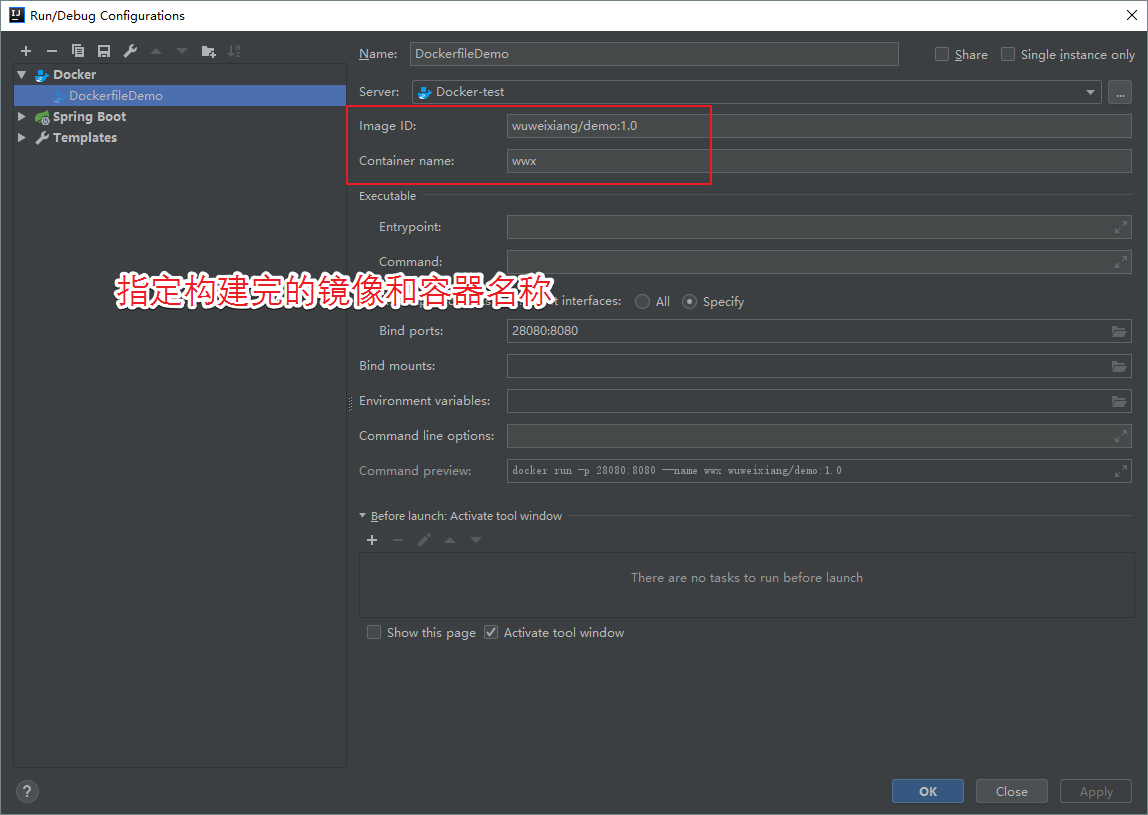 Run/Debug Configurations
Docker
DockerfileDemo
Spring Boot
Templates
Name: DockerfileDemo Share Single instance only
Server: Docker-test ...
Image ID: wuweixiang/demo:1.0
Container name: wwx
Executable
Entrypoint:
Command:
指定构建完的镜像和容器名称
interfaces: All Specify
Bind ports: 28080:8080
Bind mounts:
Environment variables:
Command line options:
Command preview: docker run -p 28080:8080 --name wwx wuweixiang/demo:1.0
Before launch: Activate tool window
There are no tasks to run before launch
Show this page Activate tool window
? OK Close Apply